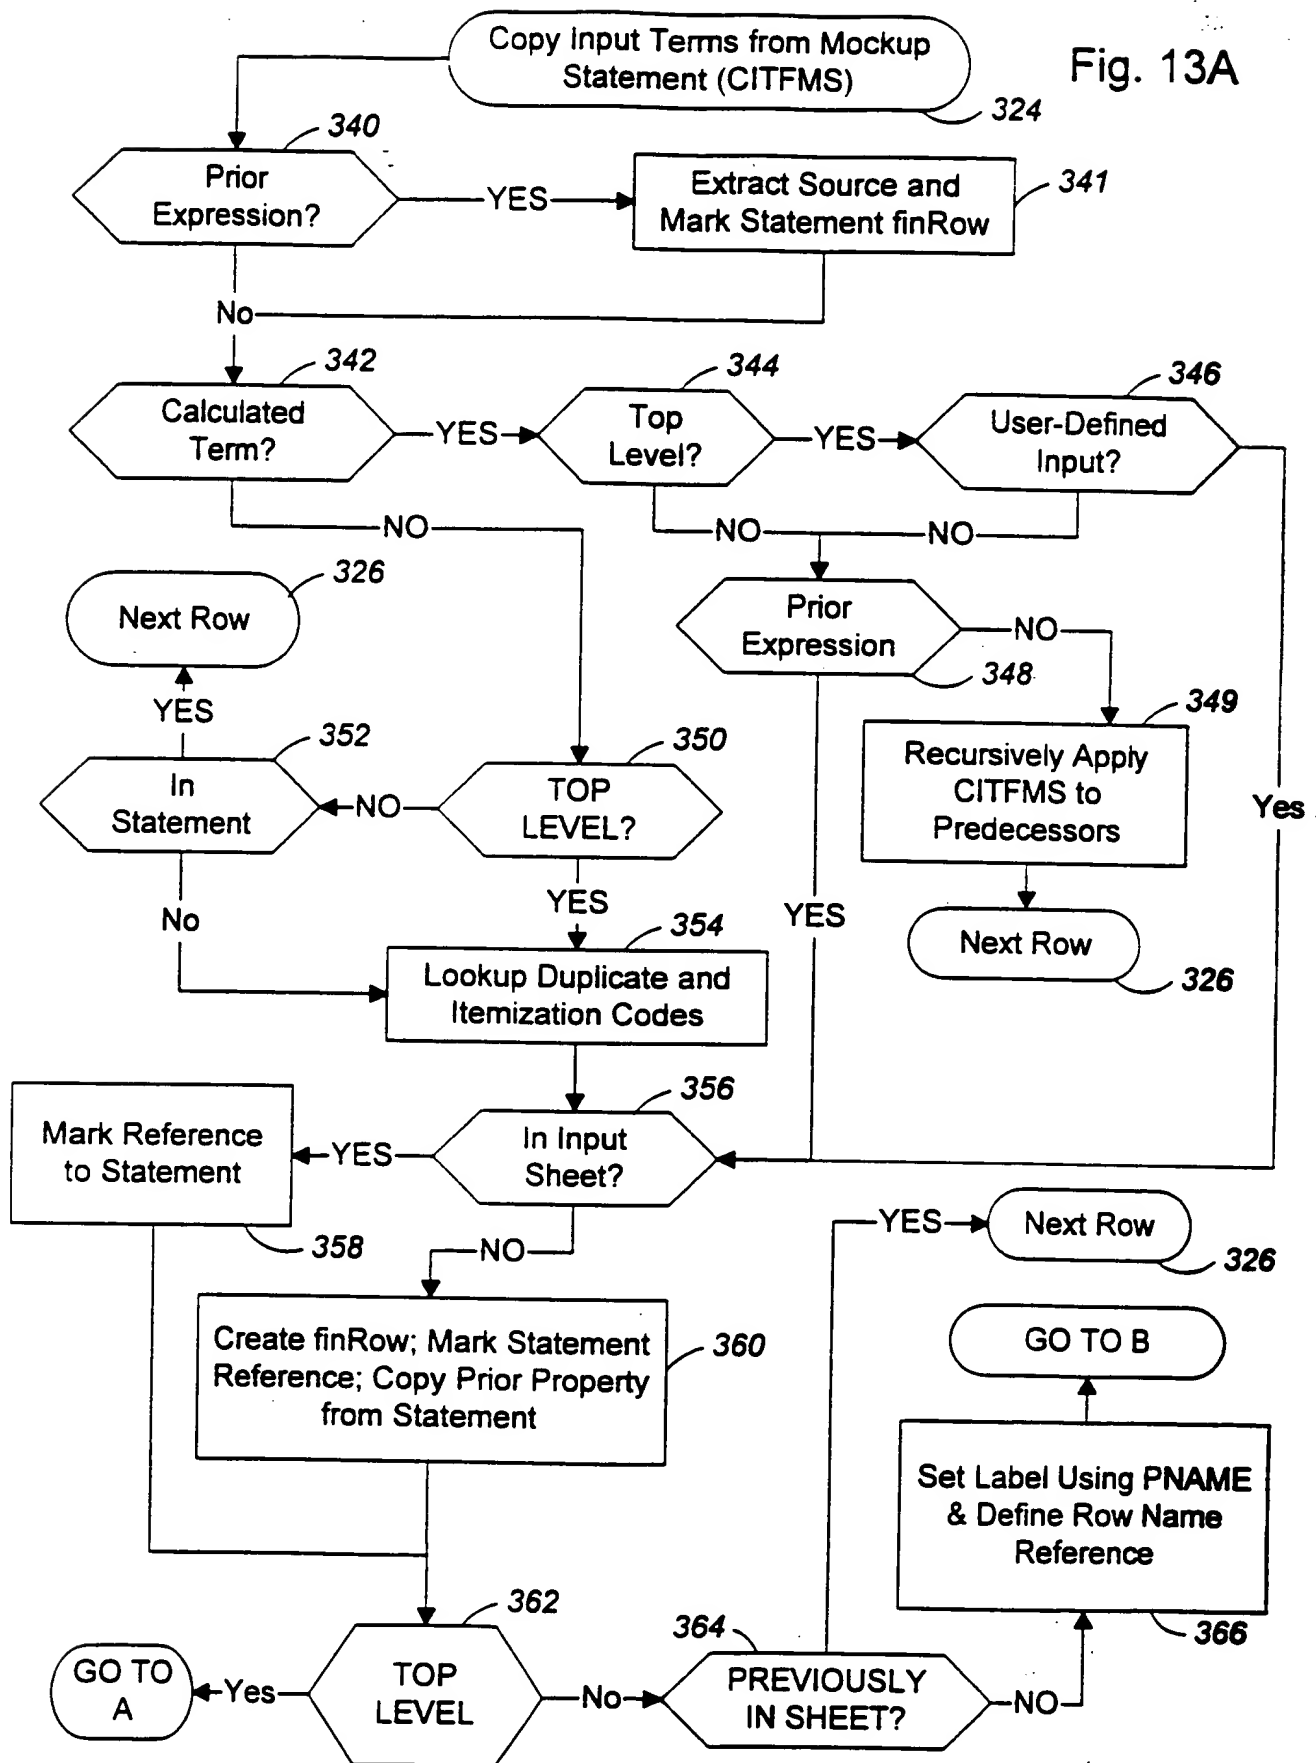 Copy Input Terms from Mockup
Statement (CITFMS)
Fig. 13A
324
340
Prior
Expression?
YES
Extract Source and
Mark Statement finRow
341
No
342
Calculated
Term?
YES
344
Top
Level?
YES
346
User-Defined
Input?
NO
NO
NO
326
Next Row
Prior
Expression
NO
348
YES
352
In
Statement
NO
350
TOP
LEVEL?
349
Recursively Apply
CITFMS to
Predecessors
Yes
No
YES
YES
354
Lookup Duplicate and
Itemization Codes
Next Row
326
356
Mark Reference
to Statement
YES
In Input
Sheet?
358
NO
YES
Next Row
326
Create finRow; Mark Statement
Reference; Copy Prior Property
from Statement
360
GO TO B
Set Label Using PNAME
& Define Row Name
Reference
366
362
364
GO TO
A
Yes
TOP
LEVEL
No
PREVIOUSLY
IN SHEET?
NO